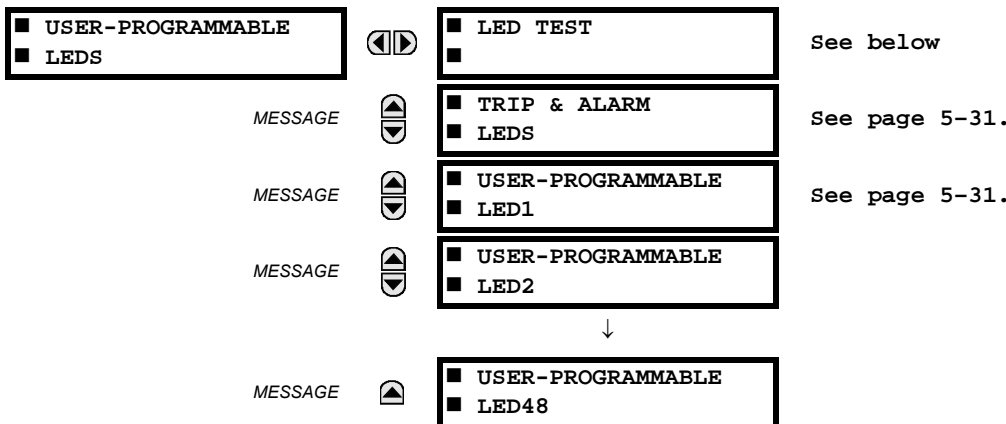 ■ USER-PROGRAMMABLE
■ LEDS
■ LED TEST
■
See below
MESSAGE
■ TRIP & ALARM
■ LEDS
See page 5–31.
MESSAGE
■ USER-PROGRAMMABLE
■ LED1
See page 5–31.
MESSAGE
■ USER-PROGRAMMABLE
■ LED2
↓
MESSAGE
■ USER-PROGRAMMABLE
■ LED48